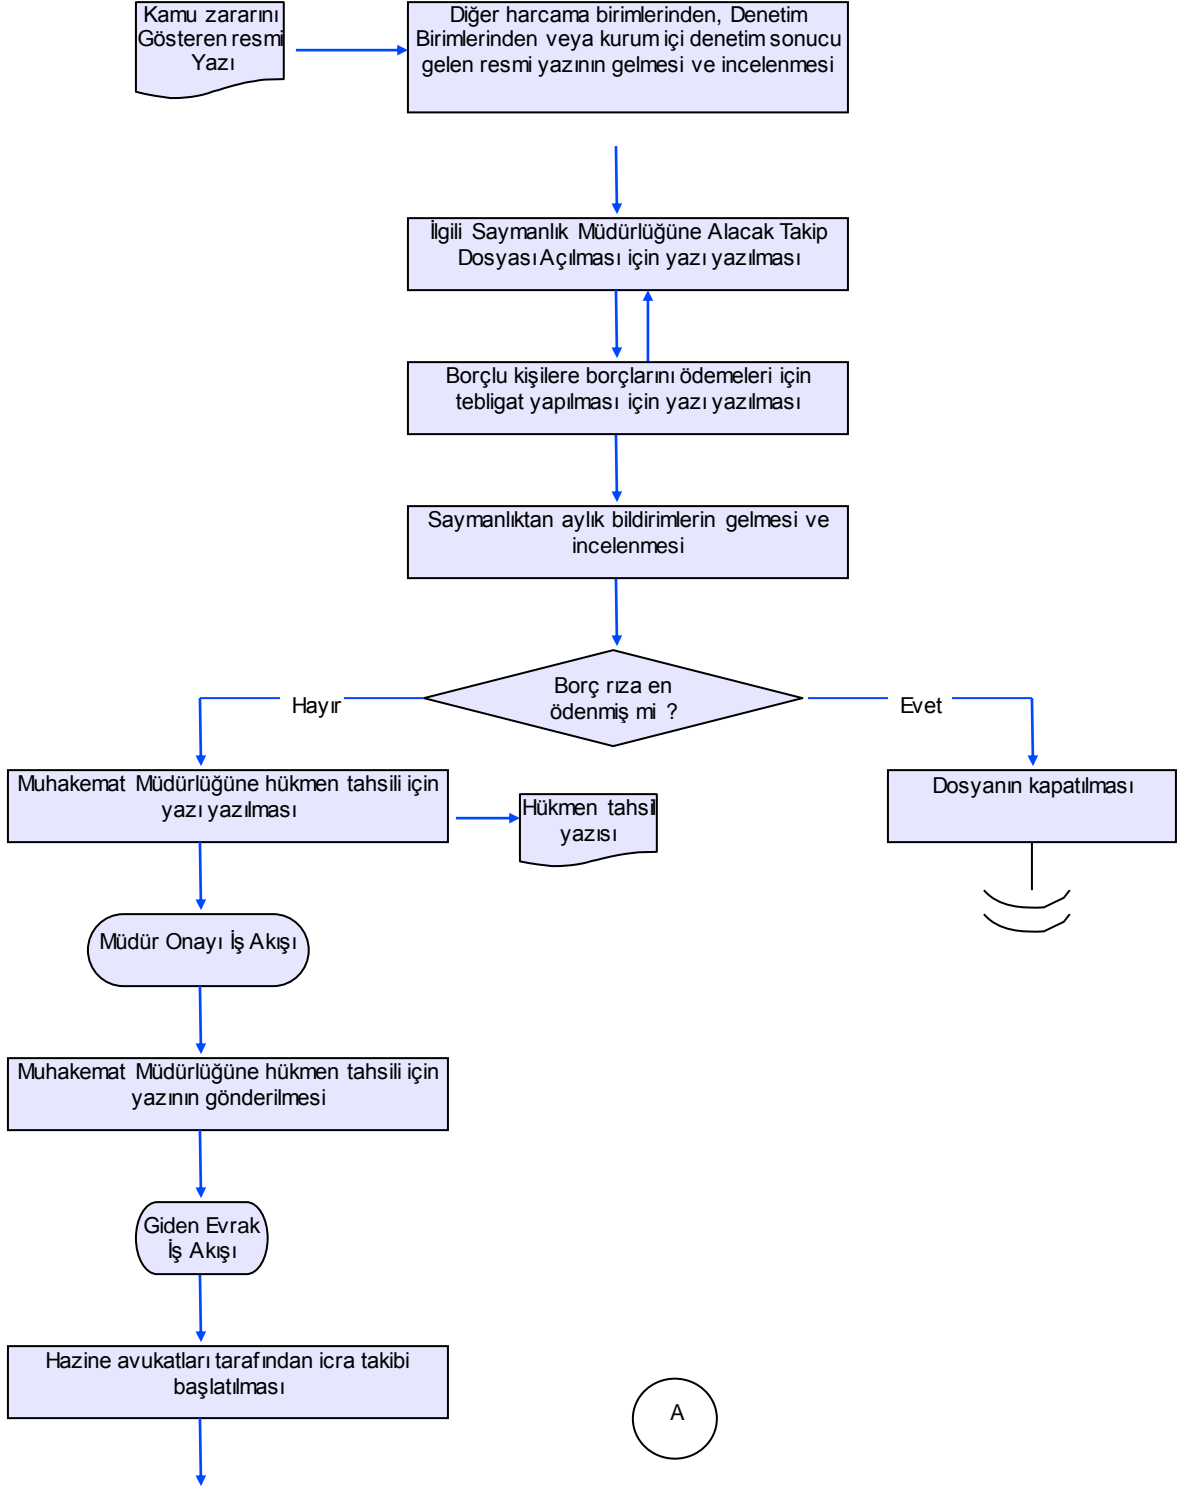 Kamu zararını
Gösteren resmi
Yazı
Diğer harcama birimlerinden, Denetim
Birimlerinden veya kurum içi denetim sonucu
gelen resmi yazının gelmesi ve incelenmesi
İlgili Saymanlık Müdürlüğüne Alacak Takip
Dosyası Açılması için yazı yazılması
Borçlu kişilere borçlarını ödemeleri için
tebligat yapılması için yazı yazılması
Saymanlıktan aylık bildirimlerin gelmesi ve
incelenmesi
Borç rıza en
ödenmiş mi ?
Hayır
Evet
Muhakemat Müdürlüğüne hükmen tahsili için
yazı yazılması
Hükmen tahsil
yazısı
Dosyanın kapatılması
Müdür Onayı İş Akışı
Muhakemat Müdürlüğüne hükmen tahsili için
yazının gönderilmesi
Giden Evrak
İş Akışı
Hazine avukatları tarafından icra takibi
başlatılması
A